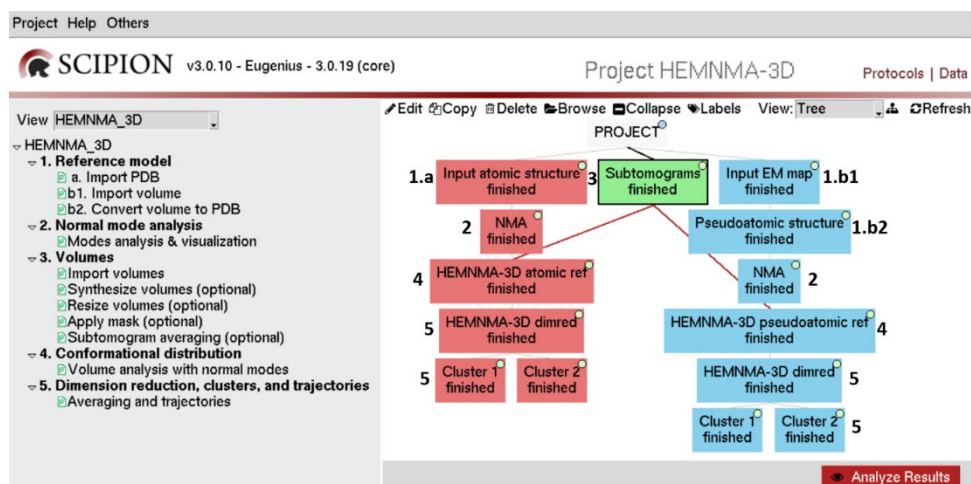 Project Help Others
SCIPION v3.0.10 - Eugenius - 3.0.19 (core)
Project HEMNMA-3D
Protocols | Data
View HEMNMA_3D
HEMNMA_3D
1. Reference model
a. Import PDB
b1. Import volume
b2. Convert volume to PDB
2. Normal mode analysis
Modes analysis & visualization
3. Volumes
Import volumes
Synthesize volumes (optional)
Resize volumes (optional)
Apply mask (optional)
Subtomogram averaging (optional)
4. Conformational distribution
Volume analysis with normal modes
5. Dimension reduction, clusters, and trajectories
Averaging and trajectories
Edit Copy Delete Browse Collapse Labels View: Tree Refresh
PROJECT
1.a
Input atomic structure
finished
3
Subtomograms
finished
Input EM map
finished
1.b1
2
NMA
finished
Pseudoatomic structure
finished
1.b2
4
HEMNMA-3D atomic ref
finished
NMA
finished
2
5
HEMNMA-3D dimred
finished
HEMNMA-3D pseudoatomic ref
finished
4
5
Cluster 1
finished
Cluster 2
finished
HEMNMA-3D dimred
finished
5
Cluster 1
finished
Cluster 2
finished
5
Analyze Results